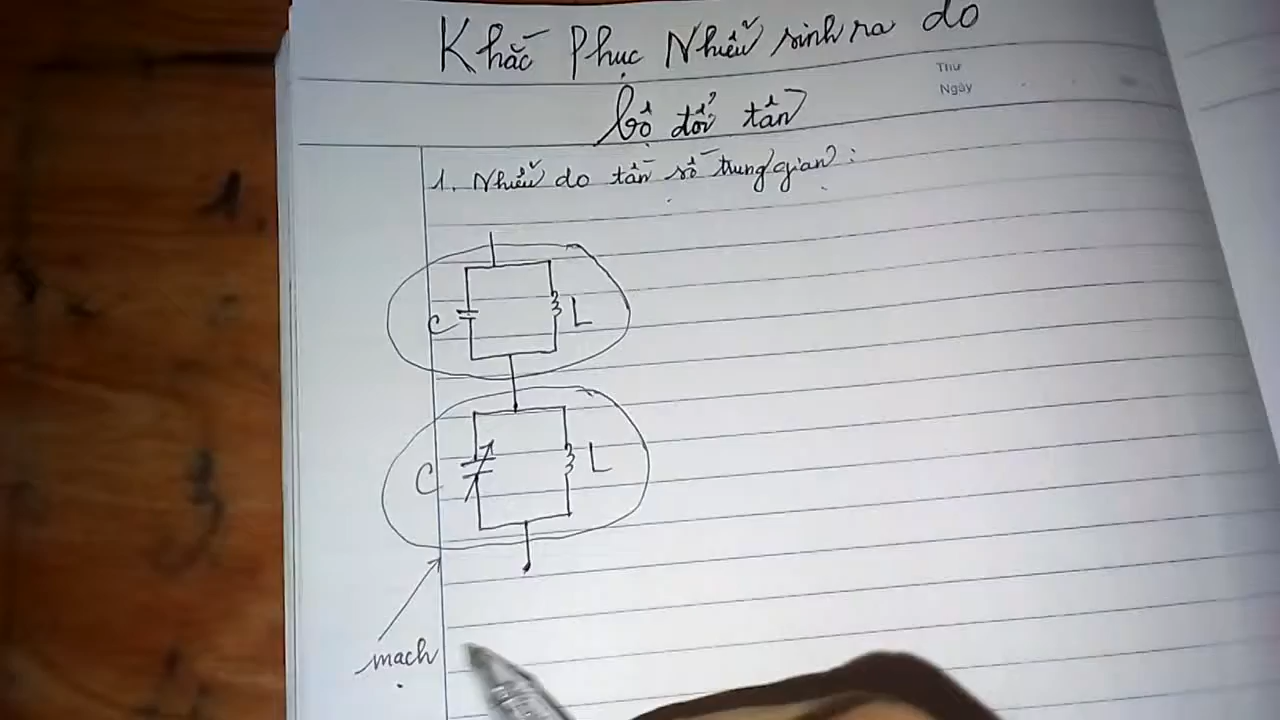 Khắc Phục Nhiễu sinh ra do
Thứ
Ngày
bộ đổi tần
1. Nhiễu do tần số trung gian:
C L
C L
mạch